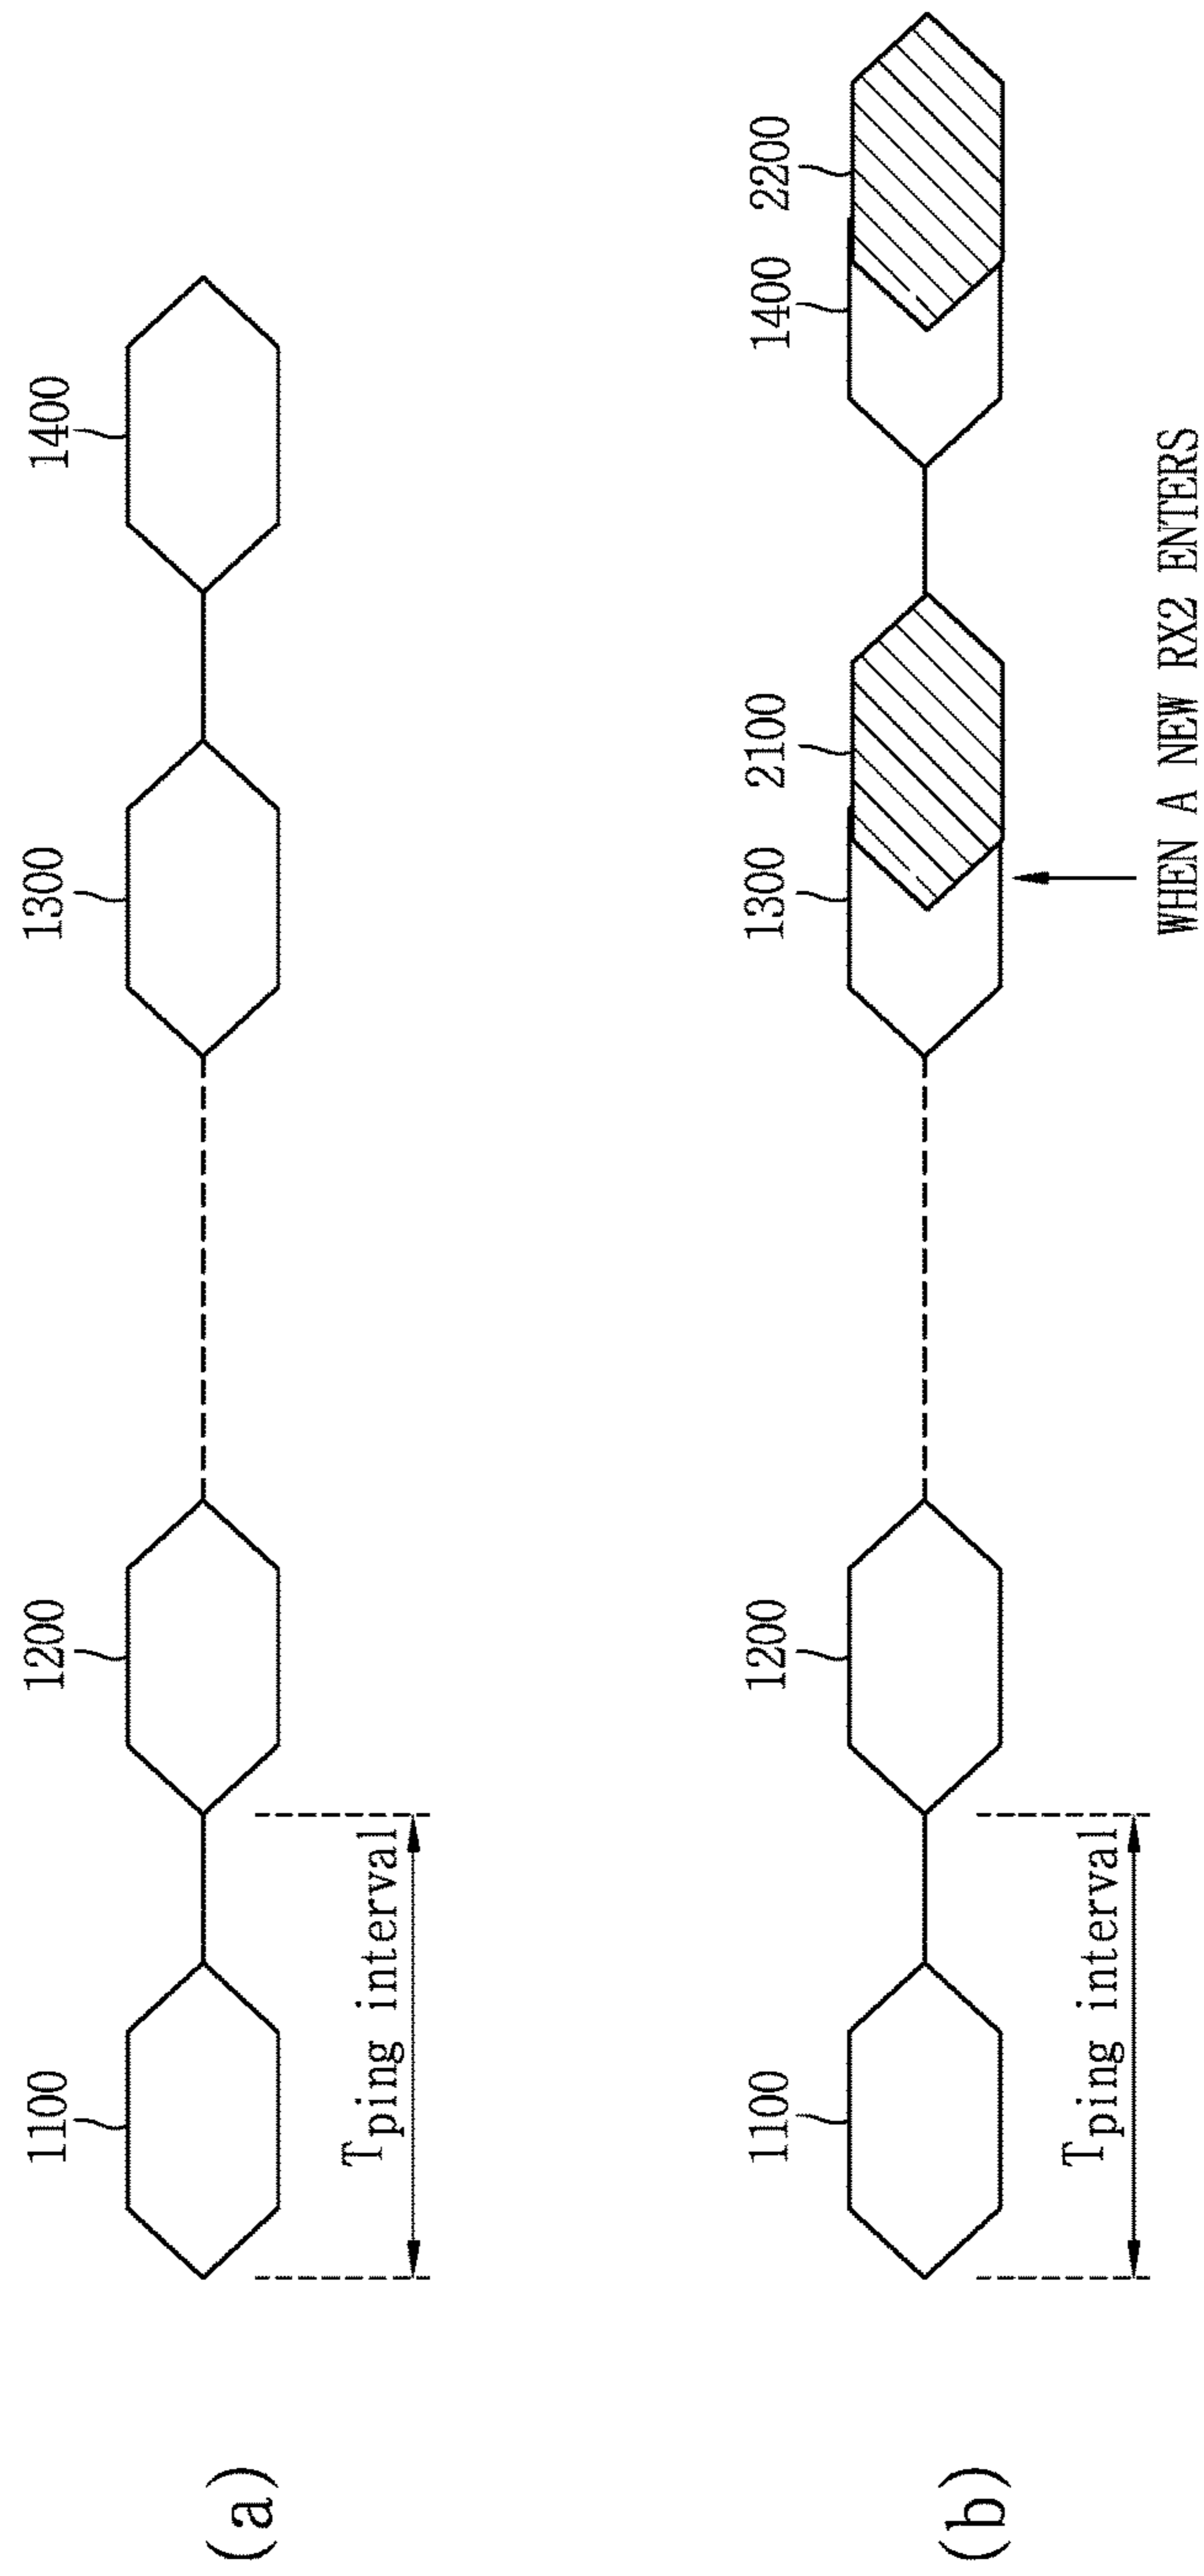 (a)
1100
1200
1300
1400
Tping interval
(b)
1100
1200
1300
2100
1400
2200
Tping interval
WHEN A NEW RX2 ENTERS